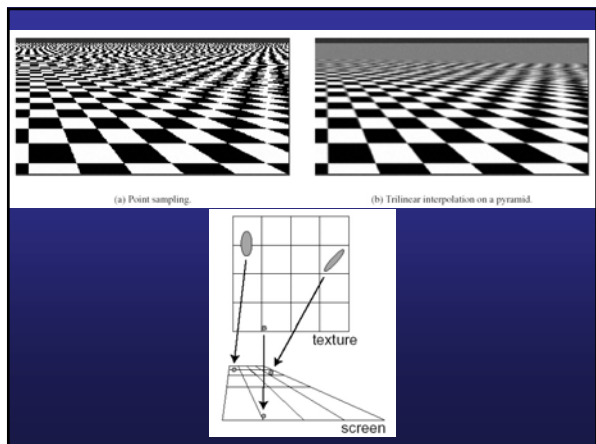 (a) Point sampling.
(b) Trilinear interpolation on a pyramid.
texture
screen